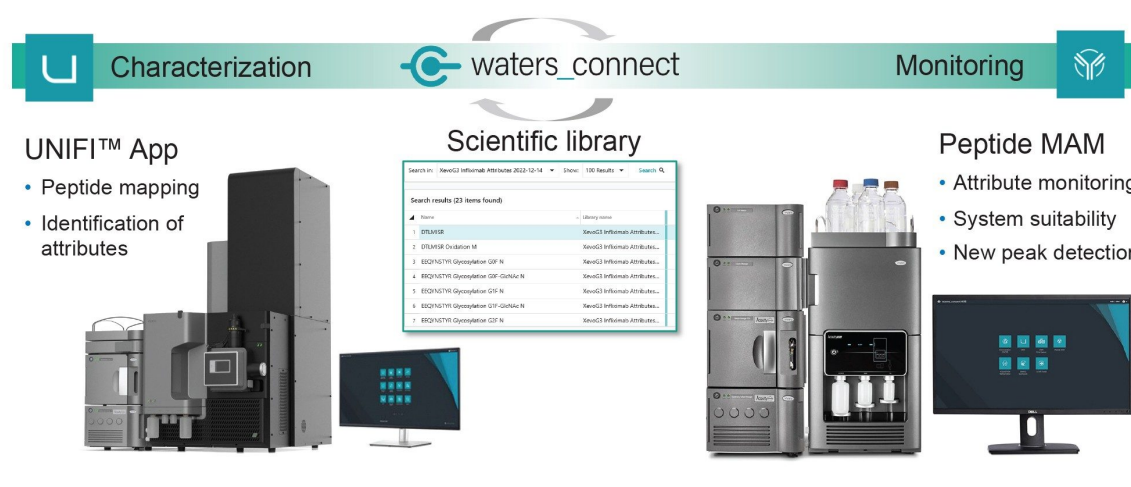 Characterization
waters_connect
Monitoring
UNIFI™ App
• Peptide mapping
• Identification of
attributes
Scientific library
Search in: XevoG3 Infliximab Attributes 2022-12-14 Show: 100 Results Search
Search results (23 items found)
Name Library name
1 DTLMISR XevoG3 Infliximab Attributes...
2 DTLMISR Oxidation M XevoG3 Infliximab Attributes...
3 EEQYNSTYR Glycosylation G0F N XevoG3 Infliximab Attributes...
4 EEQYNSTYR Glycosylation G0F-GlcNAc N XevoG3 Infliximab Attributes...
5 EEQYNSTYR Glycosylation G1F N XevoG3 Infliximab Attributes...
6 EEQYNSTYR Glycosylation G1F-GlcNAc N XevoG3 Infliximab Attributes...
7 EEQYNSTYR Glycosylation G2F N XevoG3 Infliximab Attributes...
Peptide MAM
• Attribute monitoring
• System suitability
• New peak detection
DELL